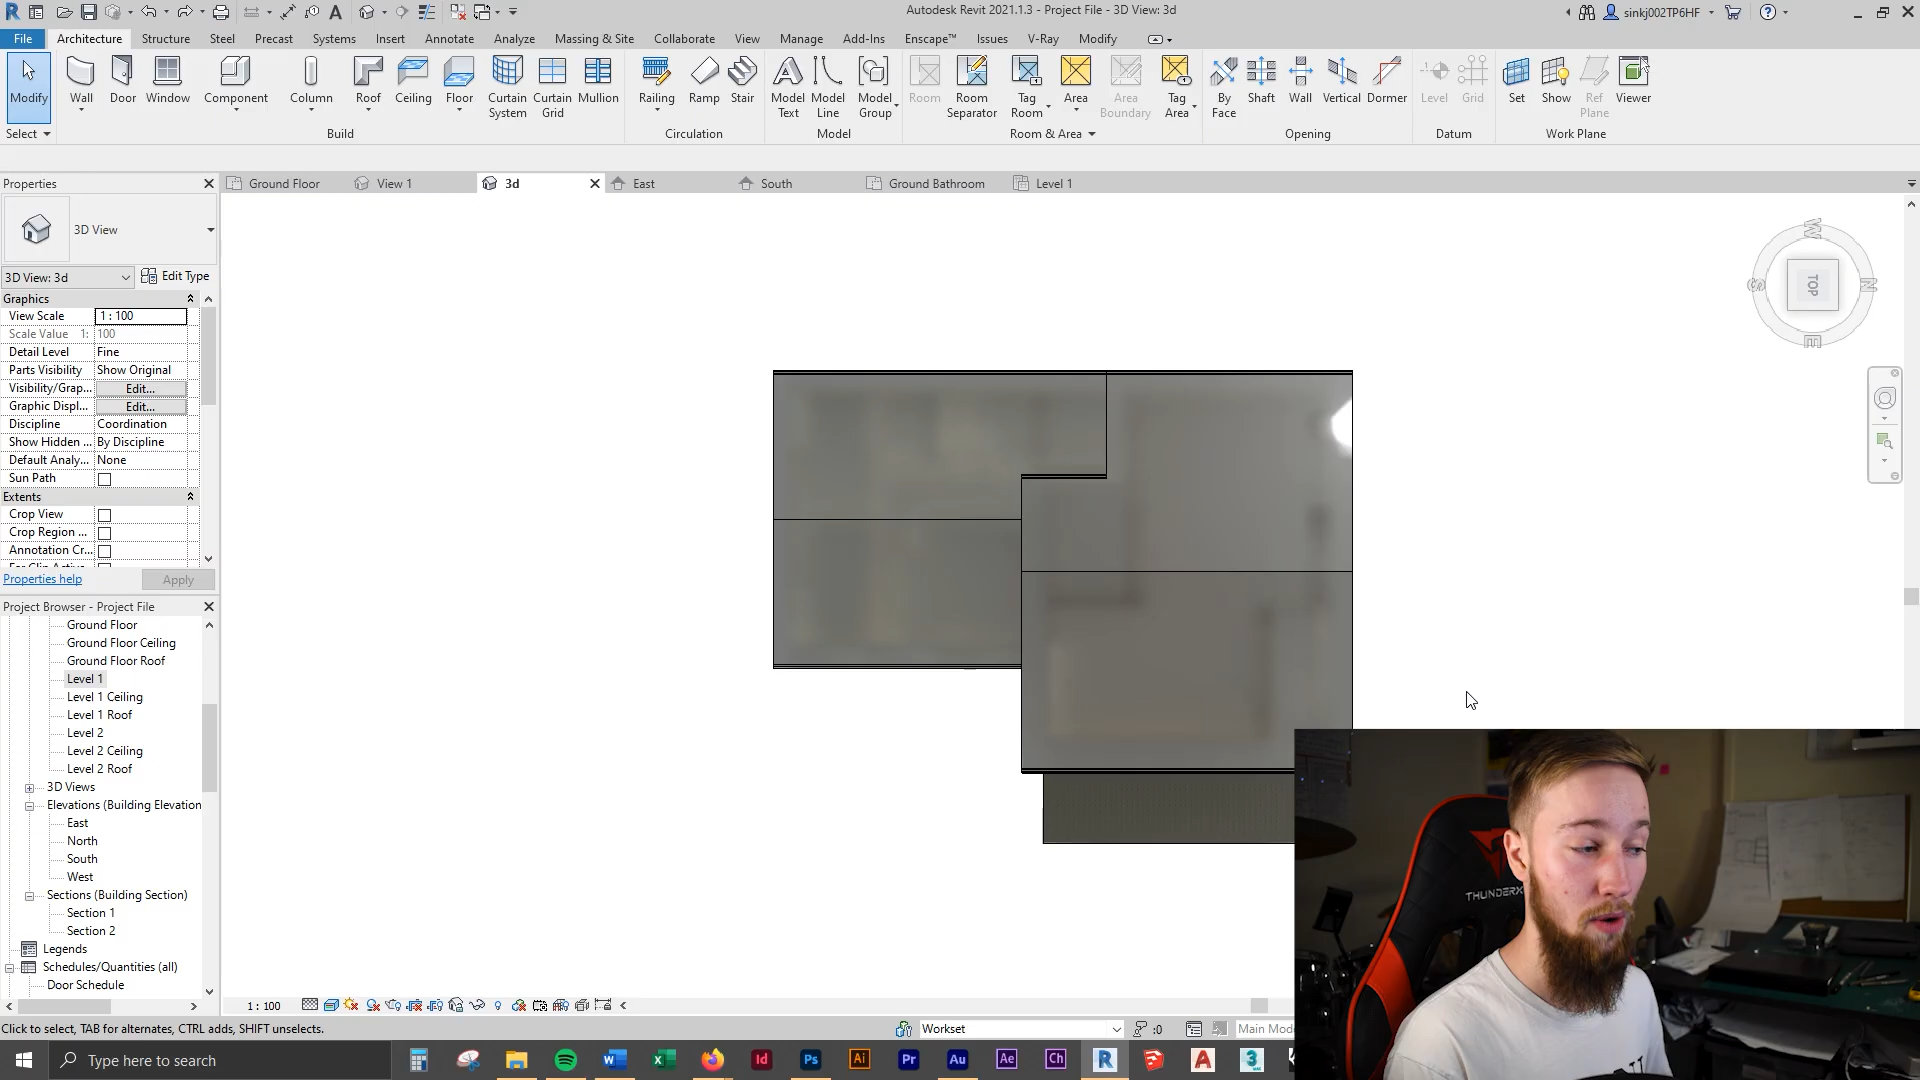 Autodesk Revit 2021.1.3 - Project File - 3D View: 3d
sinkj002TP6HF
File Architecture Structure Steel Precast Systems Insert Annotate Analyze Massing & Site Collaborate View Manage Add-Ins Enscape™ Issues V-Ray Modify
Modify Wall Door Window Component Column Roof Ceiling Floor Curtain System Curtain Grid Mullion Railing Ramp Stair Model Text Model Line Model Group Room Room Separator Tag Room Area Area Boundary Tag Area By Face Shaft Wall Vertical Dormer Level Grid Set Show Ref Plane Viewer
Select Build Circulation Model Room & Area Opening Datum Work Plane
Properties
Ground Floor View 1 3d East South Ground Bathroom Level 1
3D View
3D View: 3d Edit Type
Graphics
View Scale 1 : 100
Scale Value 1: 100
Detail Level Fine
Parts Visibility Show Original
Visibility/Grap... Edit...
Graphic Displ... Edit...
Discipline Coordination
Show Hidden ... By Discipline
Default Analy... None
Sun Path
Extents
Crop View
Crop Region ...
Annotation Cr...
Properties help Apply
Project Browser - Project File
Ground Floor
Ground Floor Ceiling
Ground Floor Roof
Level 1
Level 1 Ceiling
Level 1 Roof
Level 2
Level 2 Ceiling
Level 2 Roof
3D Views
Elevations (Building Elevation
East
North
South
West
Sections (Building Section)
Section 1
Section 2
Legends
Schedules/Quantities (all)
Door Schedule
TOP
W
N
E
S
THUNDERX
1 : 100
Click to select, TAB for alternates, CTRL adds, SHIFT unselects.
Workset
:0
Main Mod
Type here to search
Id Ps Ai Pr Au Ae Ch R A 3